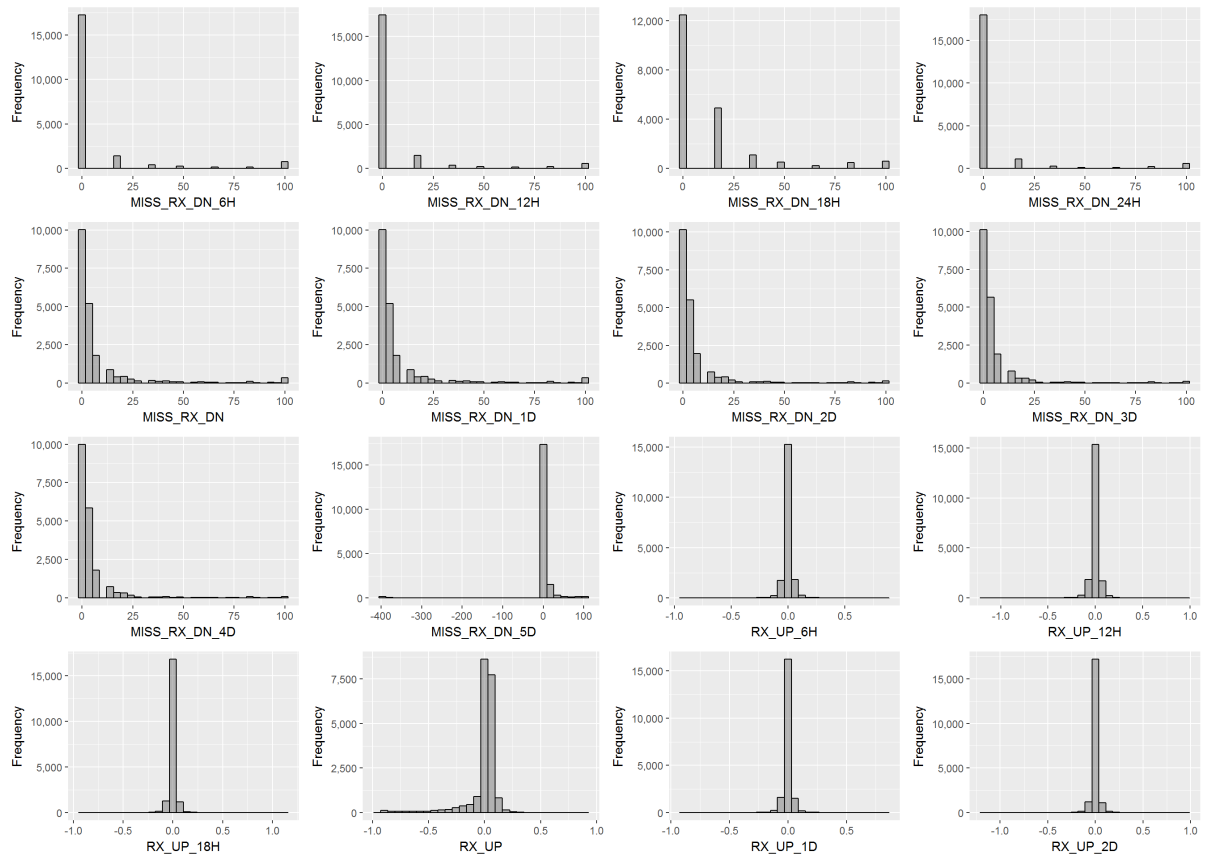 Frequency
15,000
10,000
5,000
0
0 25 50 75 100
MISS_RX_DN_6H
Frequency
15,000
10,000
5,000
0
0 25 50 75 100
MISS_RX_DN_12H
Frequency
12,000
8,000
4,000
0
0 25 50 75 100
MISS_RX_DN_18H
Frequency
15,000
10,000
5,000
0
0 25 50 75 100
MISS_RX_DN_24H
Frequency
10,000
7,500
5,000
2,500
0
0 25 50 75 100
MISS_RX_DN
Frequency
10,000
7,500
5,000
2,500
0
0 25 50 75 100
MISS_RX_DN_1D
Frequency
10,000
7,500
5,000
2,500
0
0 25 50 75 100
MISS_RX_DN_2D
Frequency
10,000
7,500
5,000
2,500
0
0 25 50 75 100
MISS_RX_DN_3D
Frequency
10,000
7,500
5,000
2,500
0
0 25 50 75 100
MISS_RX_DN_4D
Frequency
15,000
10,000
5,000
0
-400 -300 -200 -100 0 100
MISS_RX_DN_5D
Frequency
15,000
10,000
5,000
0
-0.5 0.0 0.5
RX_UP_6H
Frequency
15,000
10,000
5,000
0
-1.0 -0.5 0.0 0.5 1.0
RX_UP_12H
Frequency
15,000
10,000
5,000
0
-1.0 -0.5 0.0 0.5 1.0
RX_UP_18H
Frequency
7,500
5,000
2,500
0
-1.0 -0.5 0.0 0.5 1.0
RX_UP
Frequency
15,000
10,000
5,000
0
-0.5 0.0 0.5
RX_UP_1D
Frequency
15,000
10,000
5,000
0
-1.0 -0.5 0.0 0.5 1.0
RX_UP_2D